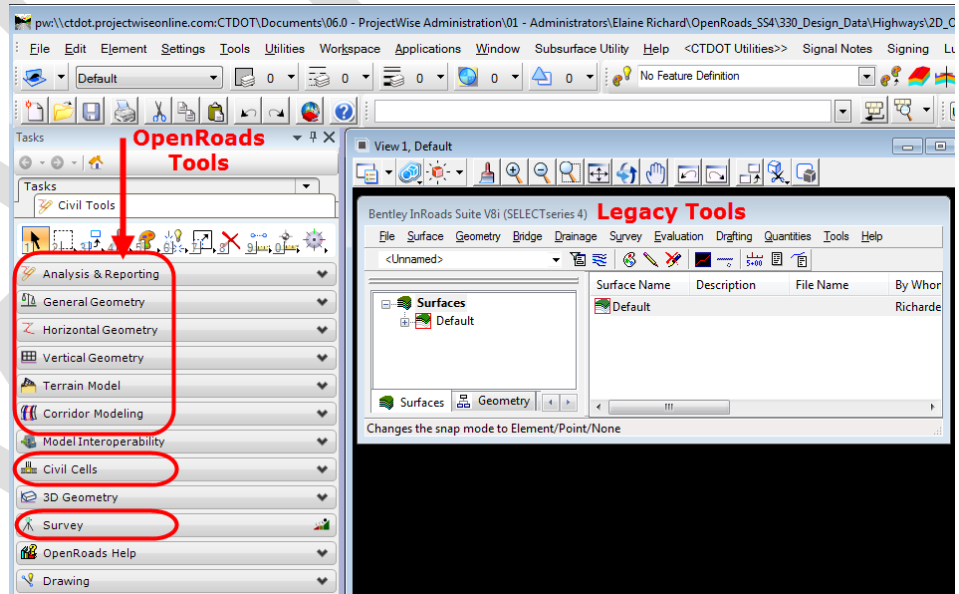 pw:\\ctdot.projectwiseonline.com:CTDOT\Documents\06.0 - ProjectWise Administration\01 - Administrators\Elaine Richard\OpenRoads_SS4\330_Design_Data\Highways\2D_C
File Edit Element Settings Tools Utilities Workspace Applications Window Subsurface Utility Help <CTDOT Utilities>> Signal Notes Signing Lu
Default 0 0 0 0 0 No Feature Definition
Tasks
OpenRoads
Tools
View 1, Default
Tasks
Civil Tools
Bentley InRoads Suite V8i (SELECTseries 4) Legacy Tools
File Surface Geometry Bridge Drainage Survey Evaluation Drafting Quantities Tools Help
<Unnamed>
Surface Name Description File Name By Whor
Surfaces
Default
Default Richarde
Surfaces Geometry
Changes the snap mode to Element/Point/None
Analysis & Reporting
General Geometry
Horizontal Geometry
Vertical Geometry
Terrain Model
Corridor Modeling
Model Interoperability
Civil Cells
3D Geometry
Survey
OpenRoads Help
Drawing